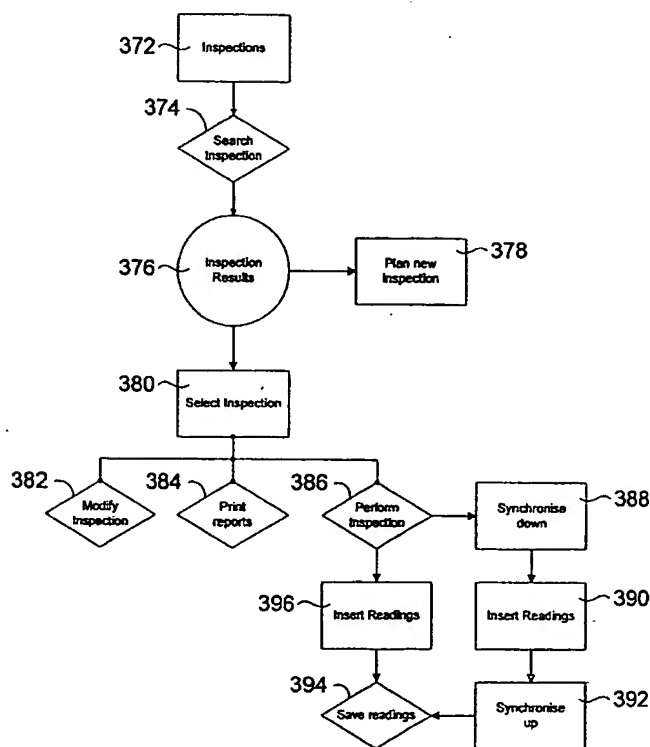 372
Inspections
374
Search
Inspection
376
Inspection
Results
Plan new
Inspection
378
380
Select Inspection
382
Modify
Inspection
384
Print
reports
386
Perform
Inspection
Synchronise
down
388
396
Insert Readings
Insert Readings
390
394
Save readings
Synchronise
up
392